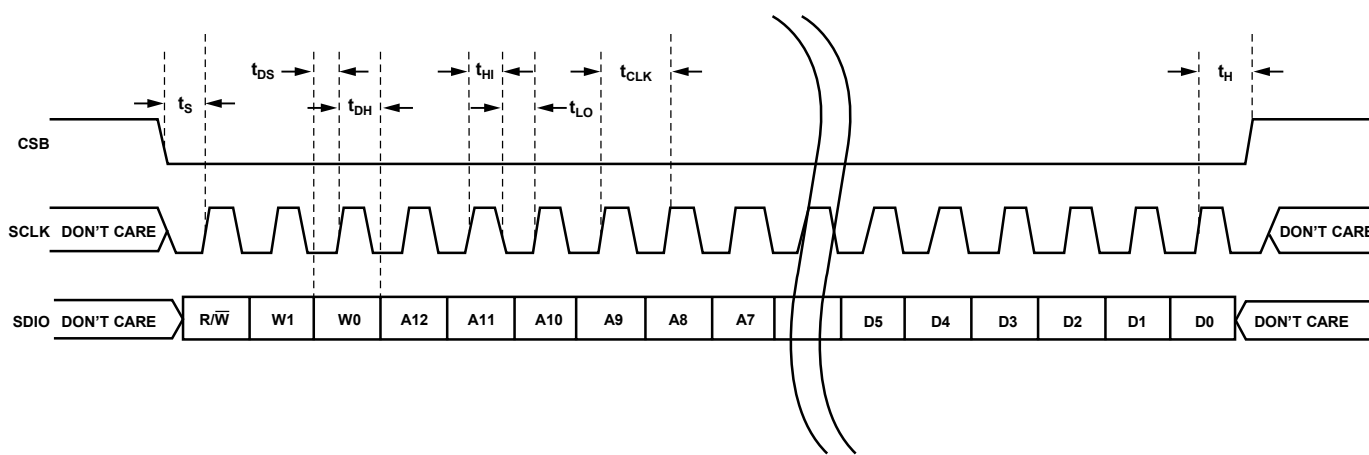 tDS tHI tCLK tH
tS tDH tLO
CSB
SCLK DON'T CARE DON'T CARE
SDIO DON'T CARE R/W̅ W1 W0 A12 A11 A10 A9 A8 A7 D5 D4 D3 D2 D1 D0 DON'T CARE